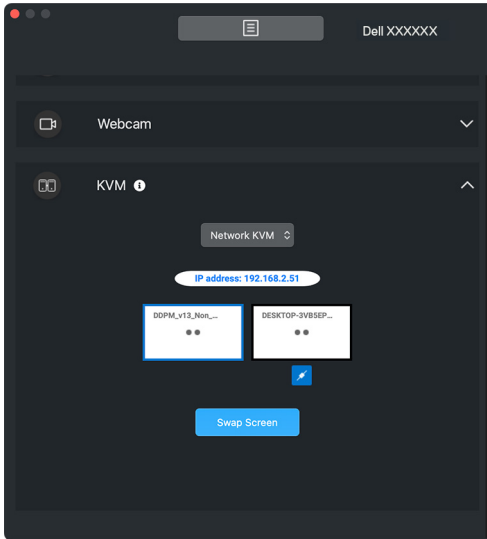 Dell XXXXXX
Webcam
KVM
Network KVM
IP address: 192.168.2.51
DDPM_v13_Non_...
DESKTOP-3VB5EP...
Swap Screen